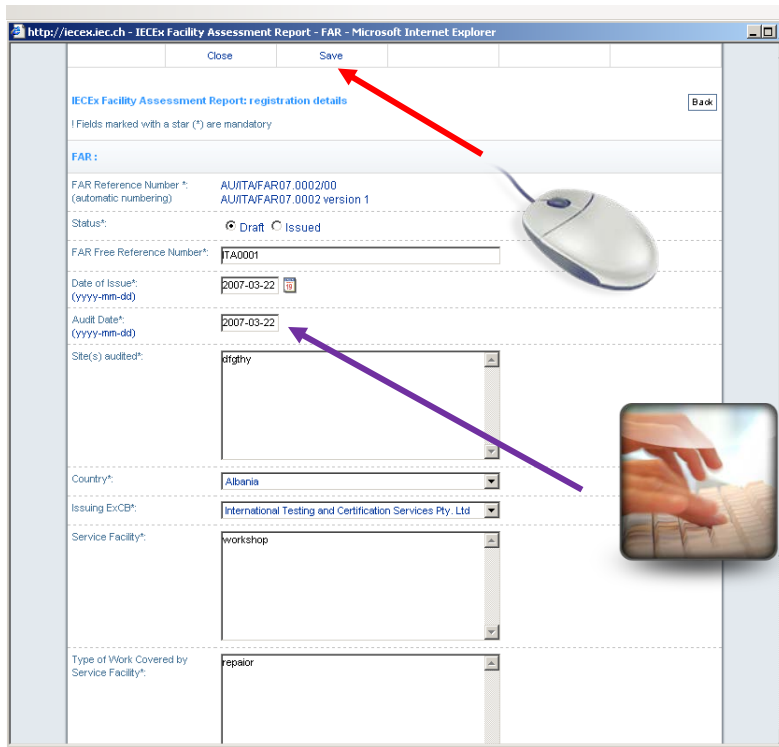 http://iecex.iec.ch - IECEx Facility Assessment Report - FAR - Microsoft Internet Explorer
Close Save
IECEx Facility Assessment Report: registration details
Back
! Fields marked with a star (*) are mandatory
FAR :
FAR Reference Number *: AU/ITA/FAR07.0002/00
(automatic numbering) AU/ITA/FAR07.0002 version 1
Status*: Draft Issued
FAR Free Reference Number*: ITA0001
Date of Issue*: 2007-03-22
(yyyy-mm-dd)
Audit Date*: 2007-03-22
(yyyy-mm-dd)
Site(s) audited*: dfgthy
Country*: Albania
Issuing ExCB*: International Testing and Certification Services Pty. Ltd
Service Facility*: workshop
Type of Work Covered by repaior
Service Facility*: